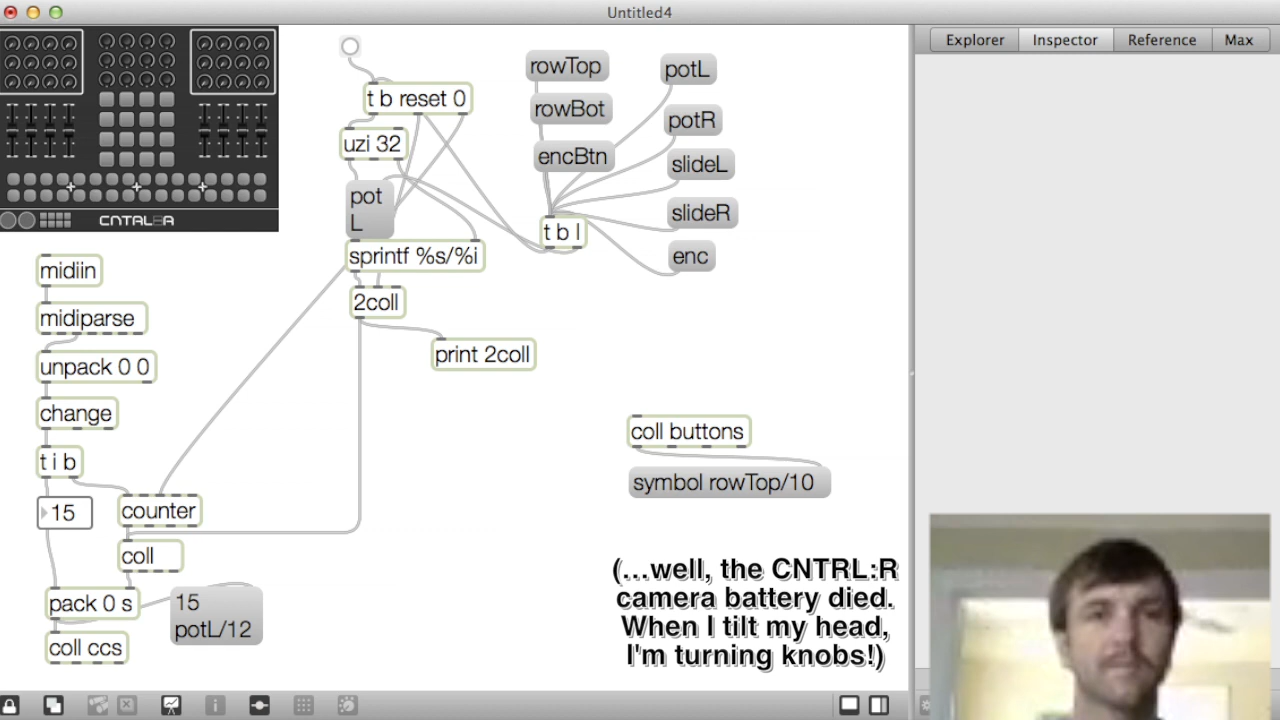 Untitled4
Explorer
Inspector
Reference
Max
t b reset 0
uzi 32
pot
L
sprintf %s/%i
2coll
print 2coll
rowTop
rowBot
encBtn
t b l
potL
potR
slideL
slideR
enc
CNTRL:R
midiin
midiparse
unpack 0 0
change
t i b
15
counter
coll
pack 0 s
15
potL/12
coll ccs
coll buttons
symbol rowTop/10
(...well, the CNTRL:R
camera battery died.
When I tilt my head,
I'm turning knobs!)